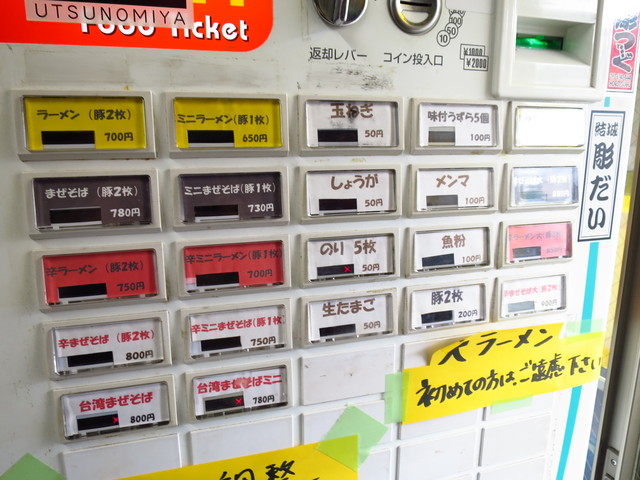 UTSUNOMIYA
Food Ticket
返却レバー
コイン投入口
⑩
㊿
¥1000
¥2000
ラーメン（豚2枚）
700円
ミニラーメン（豚1枚）
650円
玉ねぎ
50円
味付うずら5個
100円
まぜそば（豚2枚）
780円
ミニまぜそば（豚1枚）
730円
しょうが
50円
メンマ
100円
辛ラーメン（豚2枚）
750円
辛ミニラーメン（豚1枚）
700円
のり 5枚
50円
魚粉
100円
辛まぜそば（豚2枚）
800円
辛ミニまぜそば（豚1枚）
750円
生たまご
50円
豚2枚
200円
900円
台湾まぜそば
800円
台湾まぜそばミニ
780円
大ラーメン
初めての方は、ご遠慮下さい
調整
結城
彫だい